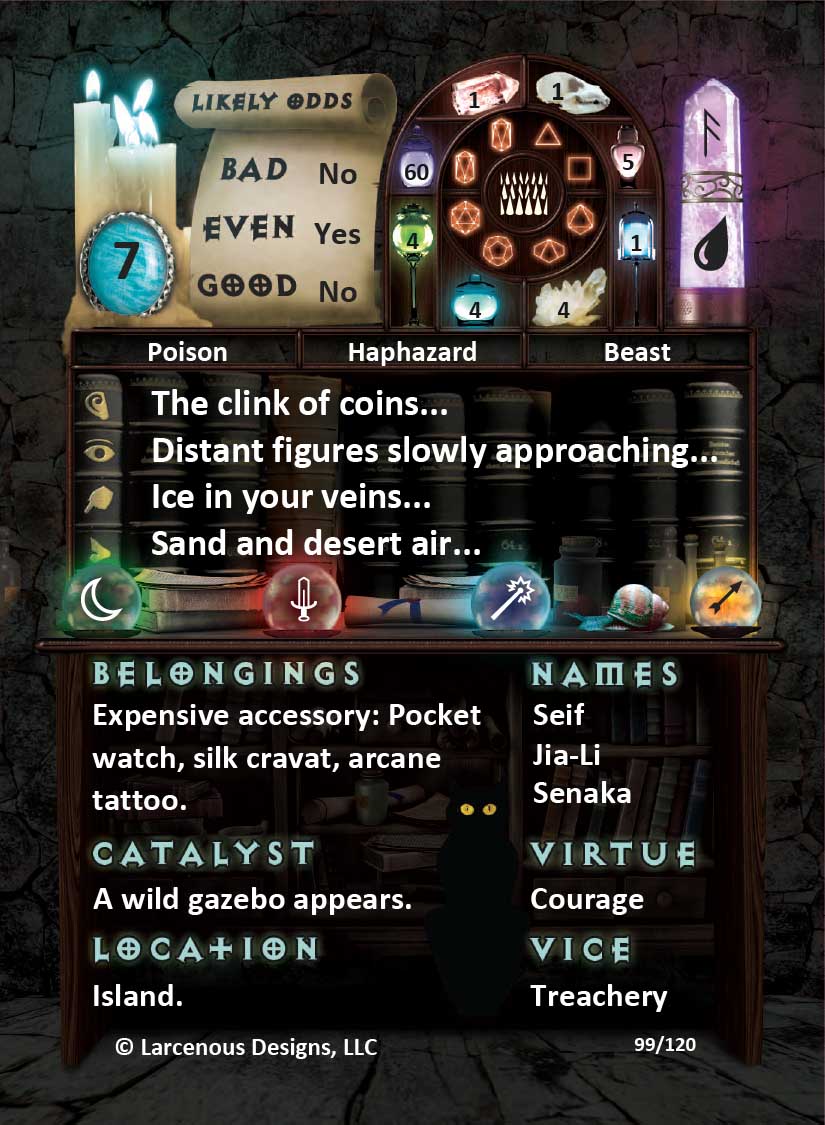 LIKELY ODDS
BAD No
EVEN Yes
GOOD No
7
1 1
60 5
4 1
4 4
Poison Haphazard Beast
The clink of coins...
Distant figures slowly approaching...
Ice in your veins...
Sand and desert air...
BELONGINGS
Expensive accessory: Pocket
watch, silk cravat, arcane
tattoo.
NAMES
Seif
Jia-Li
Senaka
CATALYST
A wild gazebo appears.
VIRTUE
Courage
LOCATION
Island.
VICE
Treachery
© Larcenous Designs, LLC 99/120